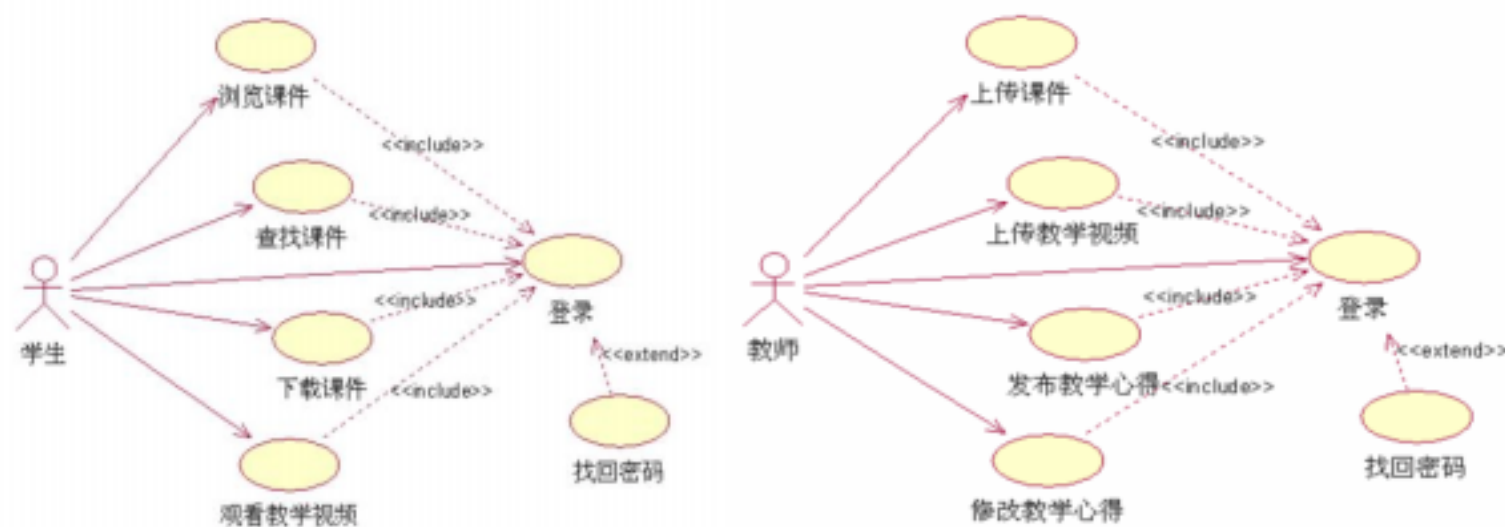 浏览课件
<<include>>
查找课件
<<include>>
登录
<<include>>
学生
下载课件
<<extend>>
<<include>>
找回密码
观看教学视频
上传课件
<<include>>
上传教学视频
<<include>>
登录
<<include>>
教师
发布教学心得
<<extend>>
<<include>>
找回密码
修改教学心得